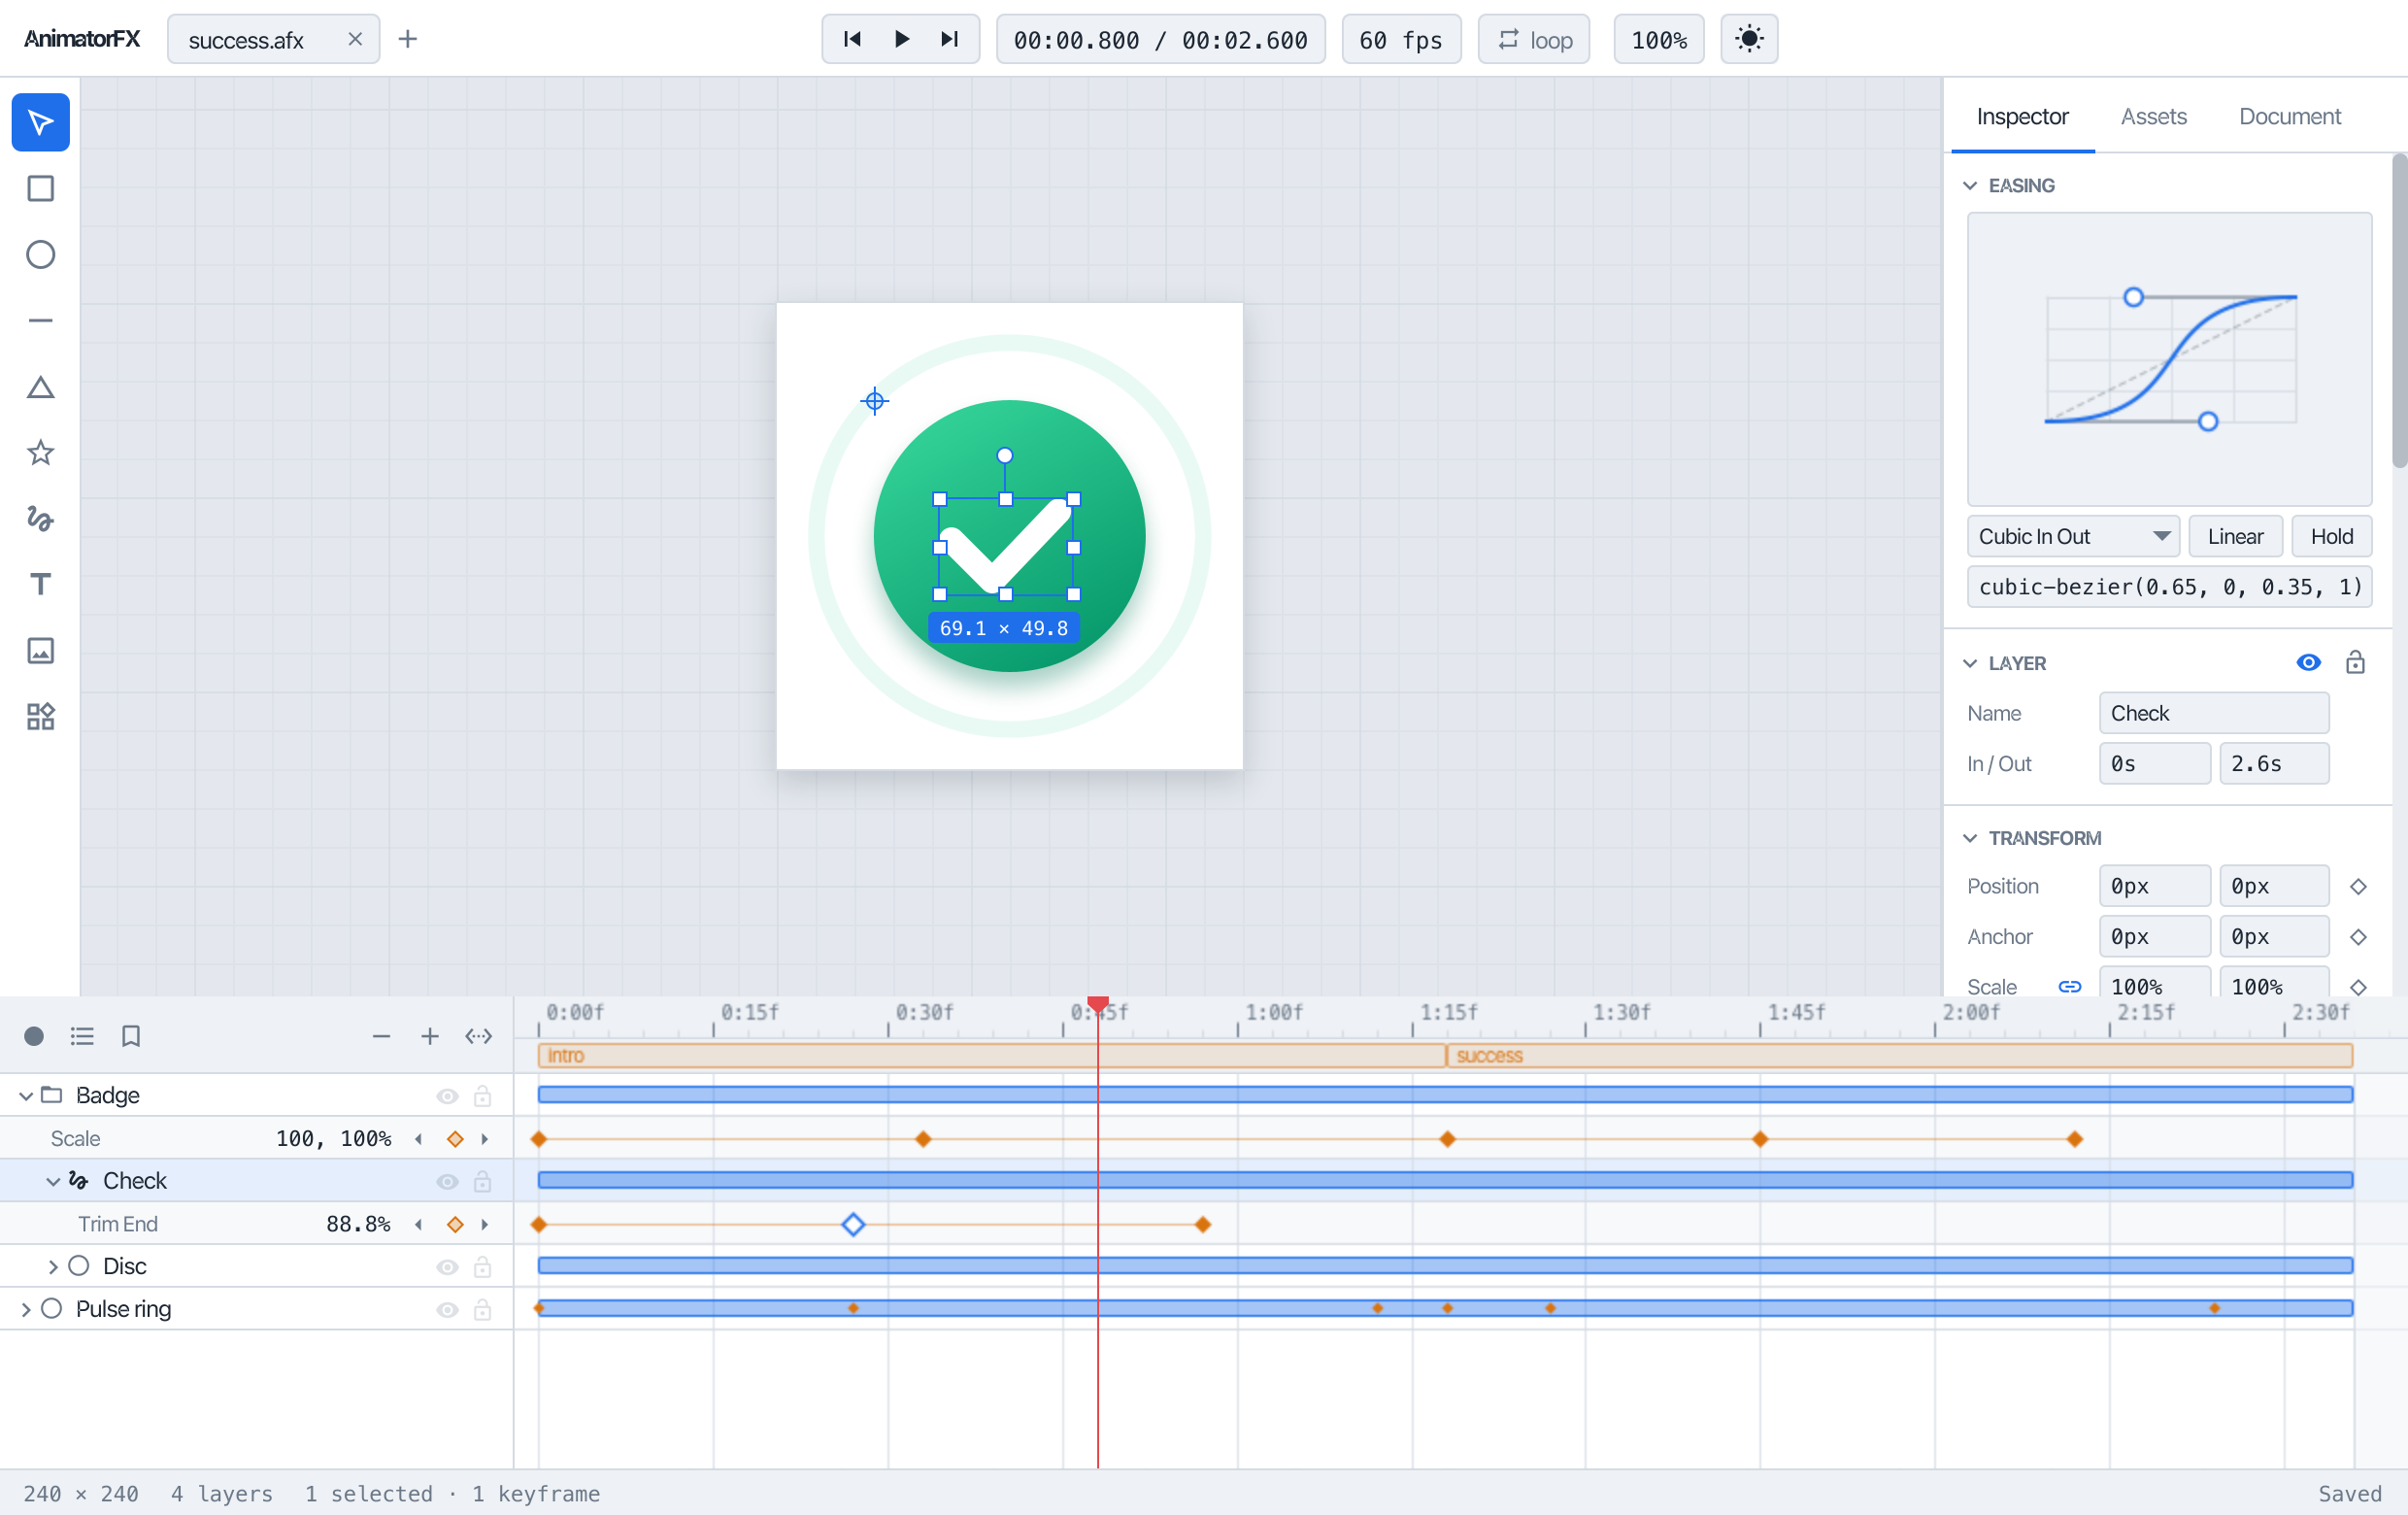 AnimatorFX
success.afx
00:00.800 / 00:02.600
60 fps
loop
100%
Inspector
Assets
Document
EASING
Cubic In Out
Linear
Hold
cubic-bezier(0.65, 0, 0.35, 1)
69.1 × 49.8
LAYER
Name
Check
In / Out
0s
2.6s
TRANSFORM
Position
0px
0px
Anchor
0px
0px
Scale
100%
100%
0:00f
0:15f
0:30f
0:45f
1:00f
1:15f
1:30f
1:45f
2:00f
2:15f
2:30f
intro
success
Badge
Scale
100, 100%
Check
Trim End
88.8%
Disc
Pulse ring
240 × 240
4 layers
1 selected · 1 keyframe
Saved